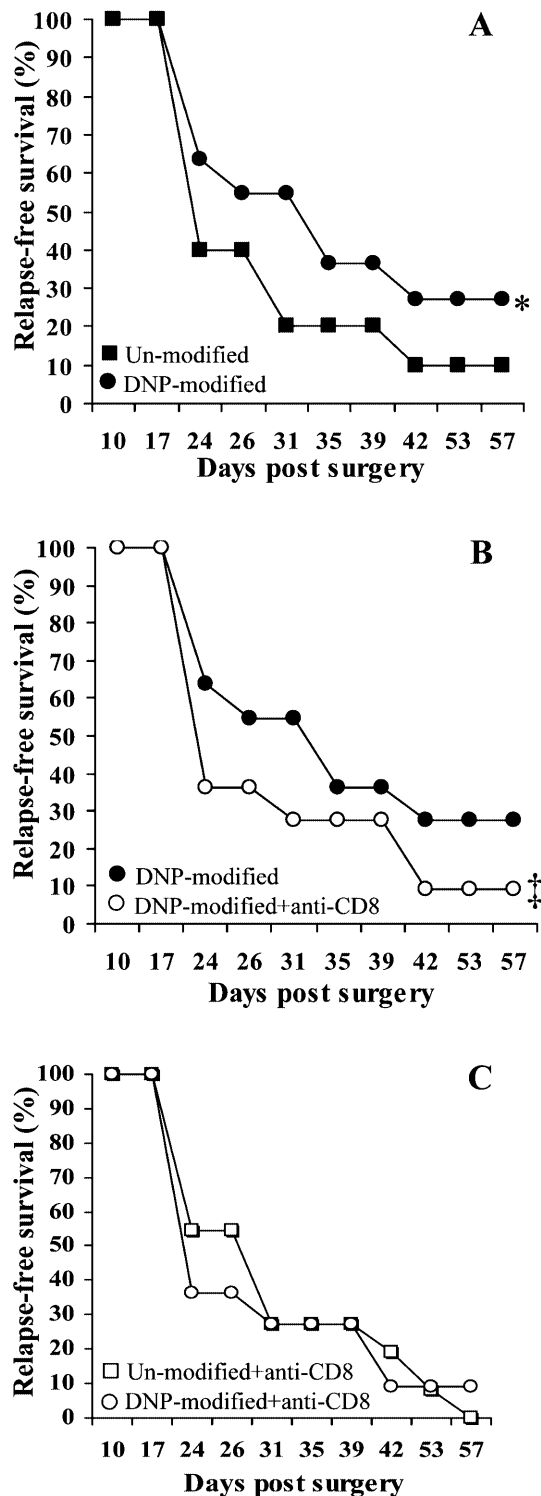 A
Relapse-free survival (%)
100
90
80
70
60
50
40
30
20
10
0
Un-modified
DNP-modified
*
10 17 24 26 31 35 39 42 53 57
Days post surgery
B
Relapse-free survival (%)
100
90
80
70
60
50
40
30
20
10
0
DNP-modified
DNP-modified+anti-CD8
‡
10 17 24 26 31 35 39 42 53 57
Days post surgery
C
Relapse-free survival (%)
100
90
80
70
60
50
40
30
20
10
0
Un-modified+anti-CD8
DNP-modified+anti-CD8
10 17 24 26 31 35 39 42 53 57
Days post surgery